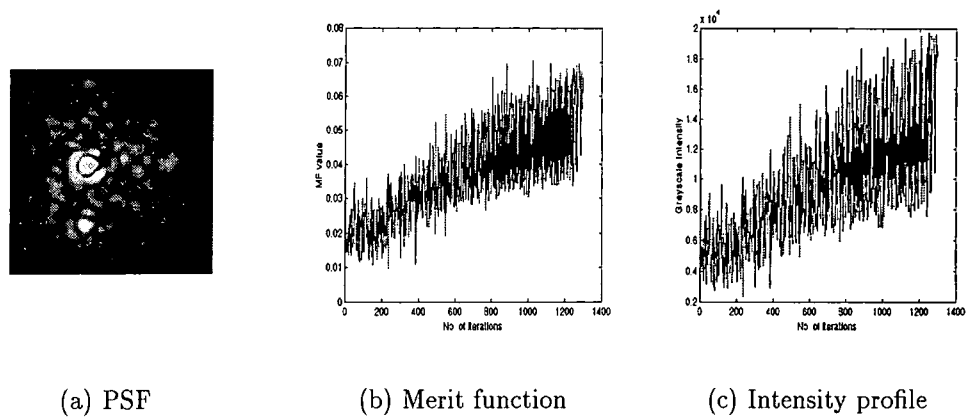 x 10⁴
0.08
0.07
0.06
0.05
0.04
0.03
0.02
0.01
0
MF value
0 200 400 600 800 1000 1200 1400
No of iterations
2
1.8
1.6
1.4
1.2
1
0.8
0.6
0.4
0.2
Greyscale Intensity
0 200 400 600 800 1000 1200 1400
No of iterations
(a) PSF
(b) Merit function
(c) Intensity profile